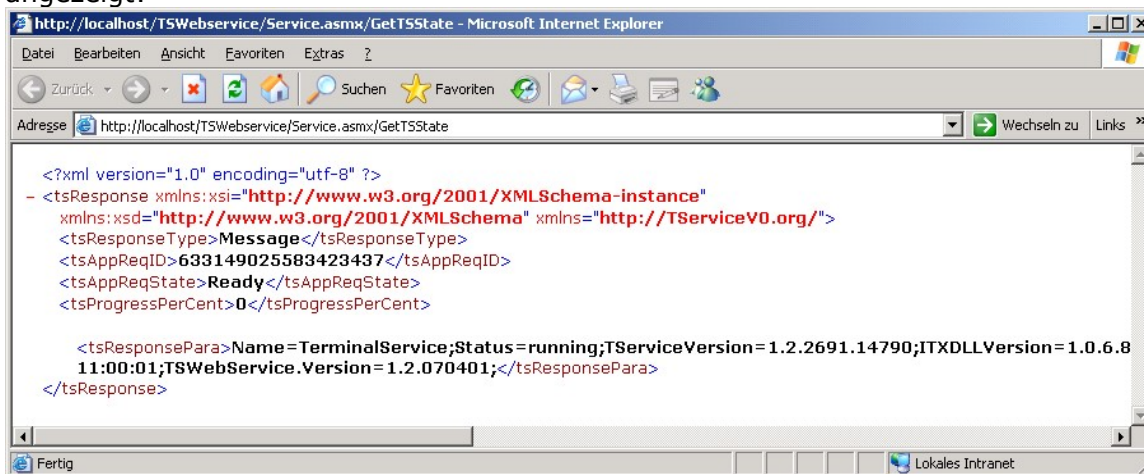 angezeigt:
http://localhost/TSWebservice/Service.asmx/GetTSState - Microsoft Internet Explorer
Datei Bearbeiten Ansicht Favoriten Extras ?
Zurück Suchen Favoriten
Adresse http://localhost/TSWebservice/Service.asmx/GetTSState Wechseln zu Links »
<?xml version="1.0" encoding="utf-8" ?>
- <tsResponse xmlns:xsi="http://www.w3.org/2001/XMLSchema-instance"
xmlns:xsd="http://www.w3.org/2001/XMLSchema" xmlns="http://TServiceV0.org/">
<tsResponseType>Message</tsResponseType>
<tsAppReqID>633149025583423437</tsAppReqID>
<tsAppReqState>Ready</tsAppReqState>
<tsProgressPerCent>0</tsProgressPerCent>
<tsResponsePara>Name=TerminalService;Status=running;TServiceVersion=1.2.2691.14790;ITXDLLVersion=1.0.6.8
11:00:01;TSWebService.Version=1.2.070401;</tsResponsePara>
</tsResponse>
Fertig Lokales Intranet